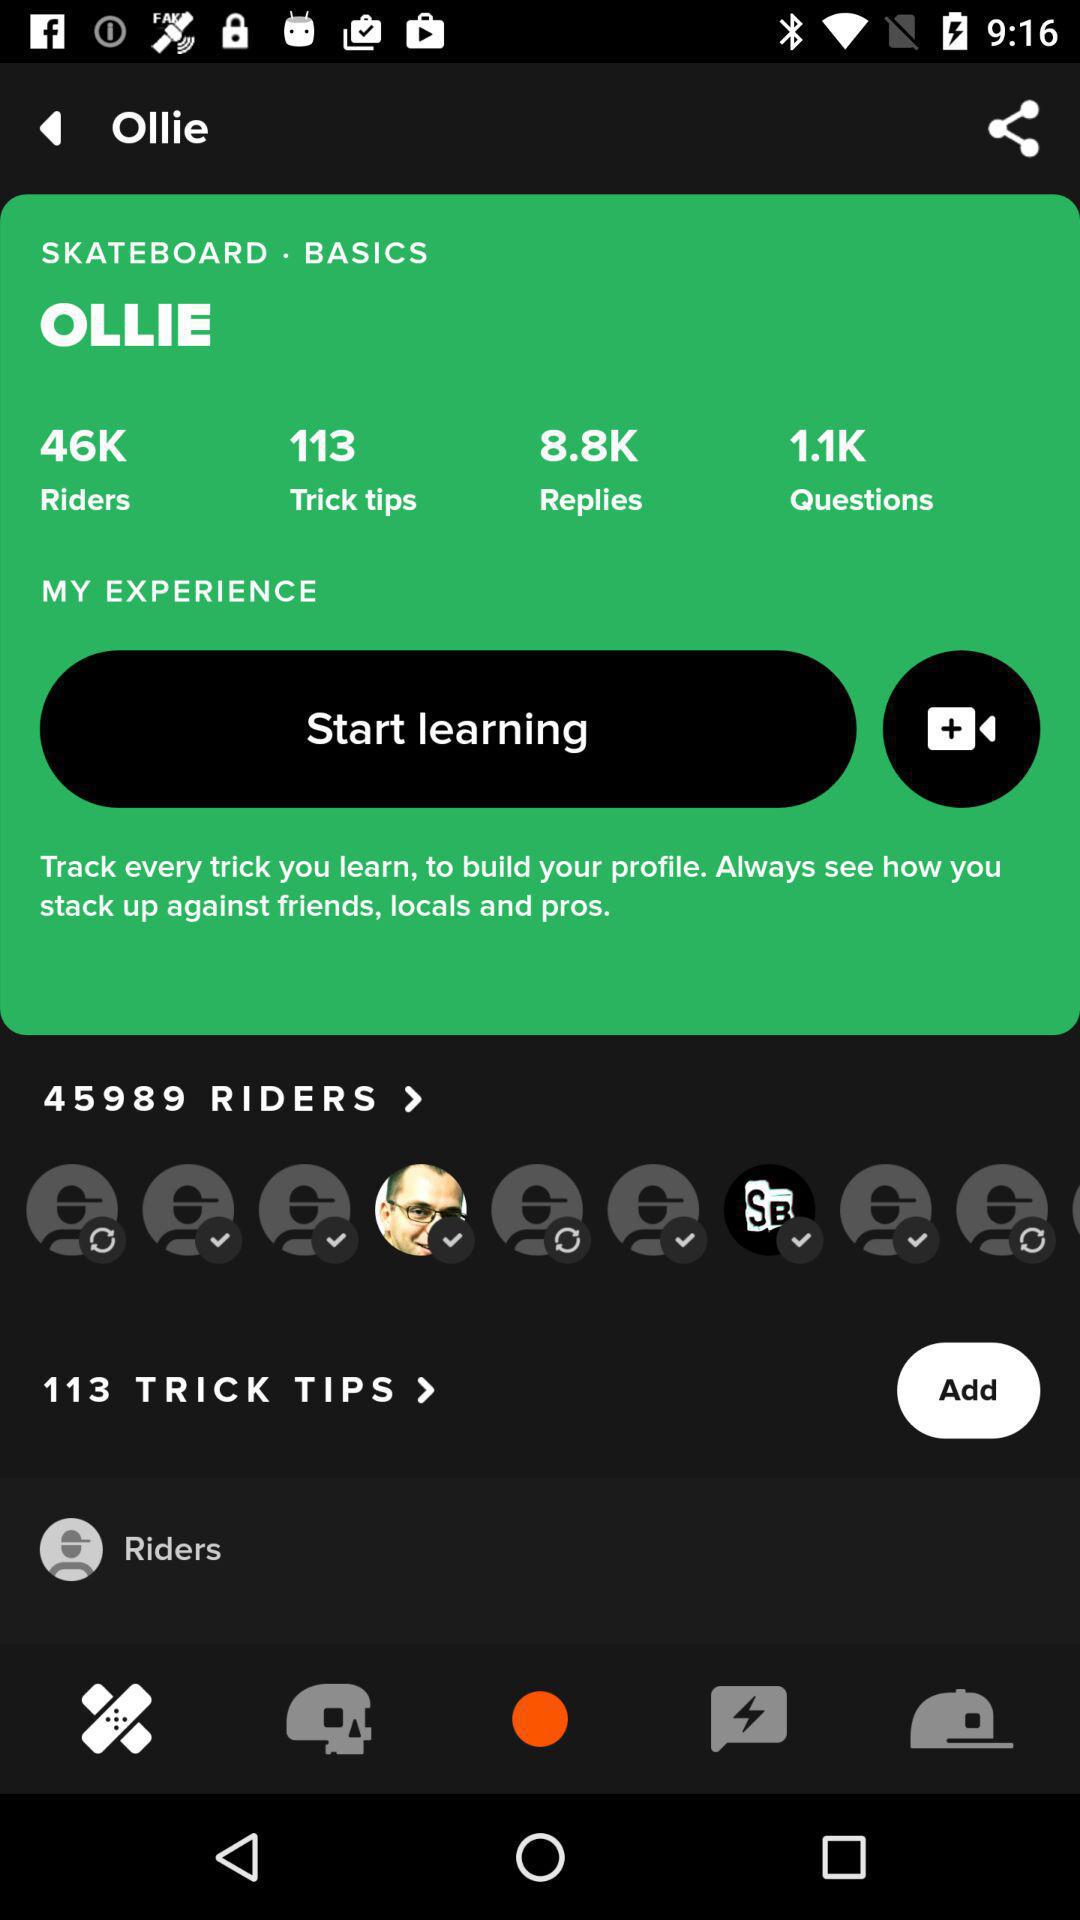 FAKE
9:16
Ollie
SKATEBOARD · BASICS
OLLIE
46K 113 8.8K 1.1K
Riders Trick tips Replies Questions
MY EXPERIENCE
Start learning
Track every trick you learn, to build your profile. Always see how you
stack up against friends, locals and pros.
45989 RIDERS
SB
113 TRICK TIPS
Add
Riders